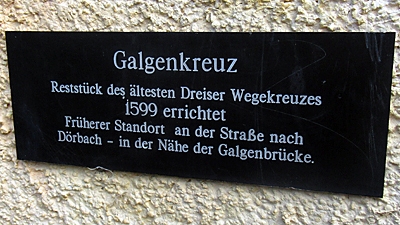 Galgenkreuz
Reststück des ältesten Dreiser Wegekreuzes
1599 errichtet
Früherer Standort an der Straße nach
Dörbach - in der Nähe der Galgenbrücke.